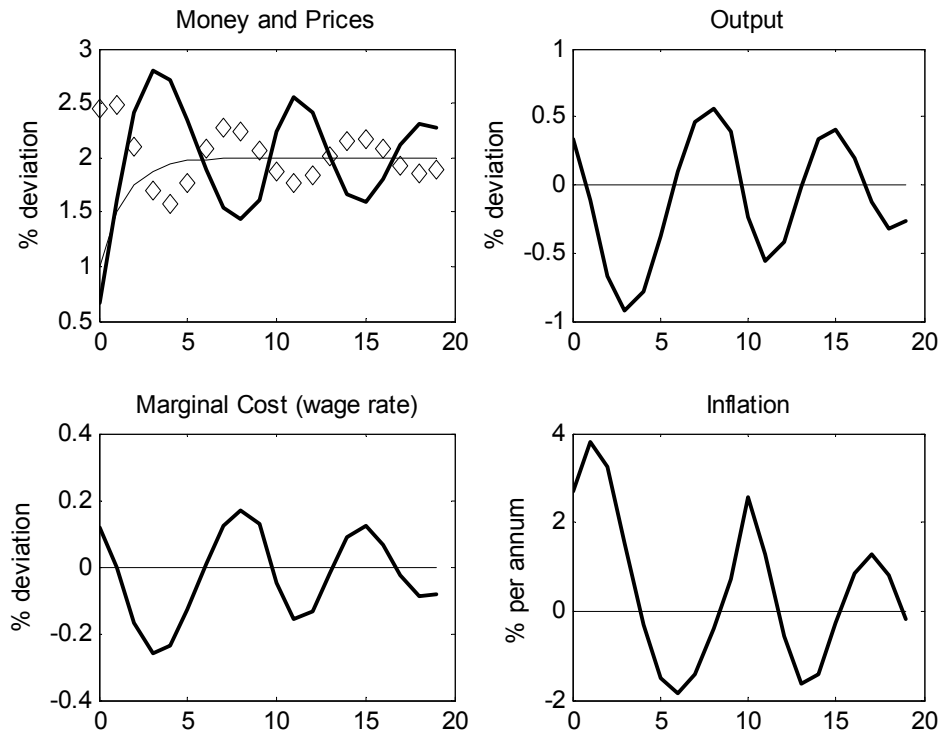 Money and Prices
% deviation
3
2.5
2
1.5
1
0.5
0 5 10 15 20
Output
% deviation
1
0.5
0
-0.5
-1
0 5 10 15 20
Marginal Cost (wage rate)
% deviation
0.4
0.2
0
-0.2
-0.4
0 5 10 15 20
Inflation
% per annum
4
2
0
-2
0 5 10 15 20